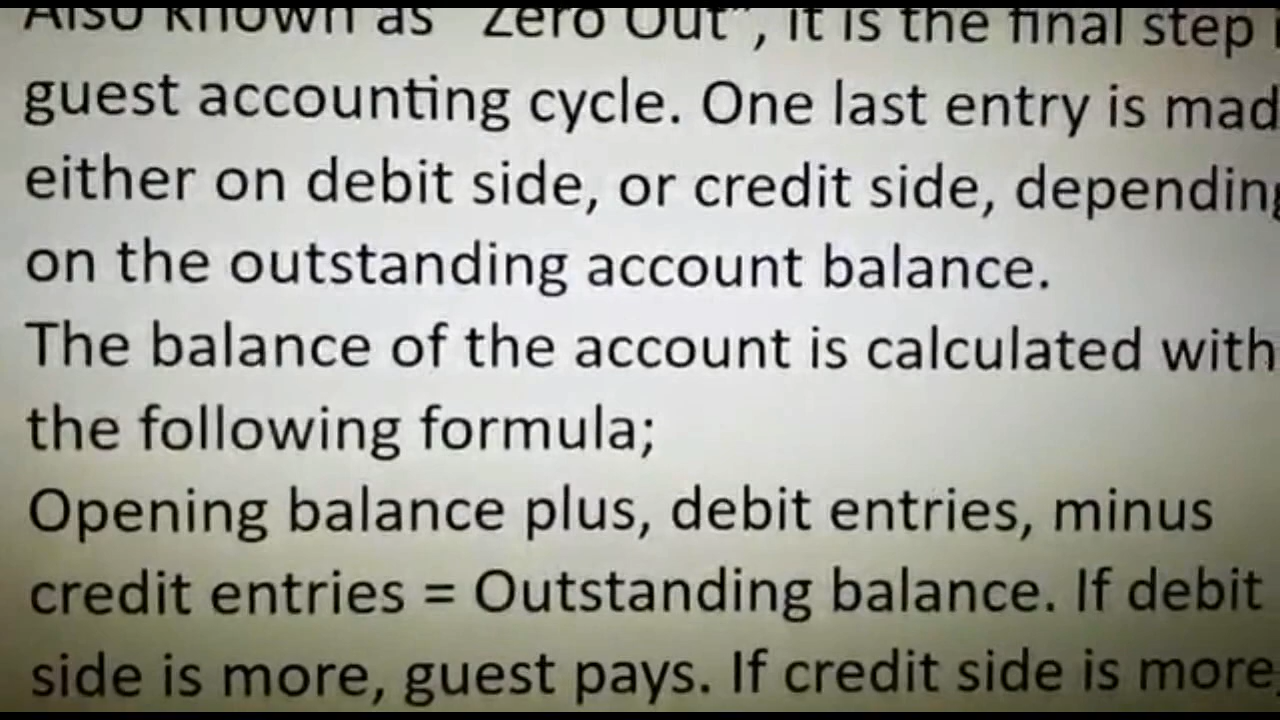 Also known as "Zero Out", it is the final step
guest accounting cycle. One last entry is mad
either on debit side, or credit side, depending
on the outstanding account balance.
The balance of the account is calculated with
the following formula;
Opening balance plus, debit entries, minus
credit entries = Outstanding balance. If debit
side is more, guest pays. If credit side is more,